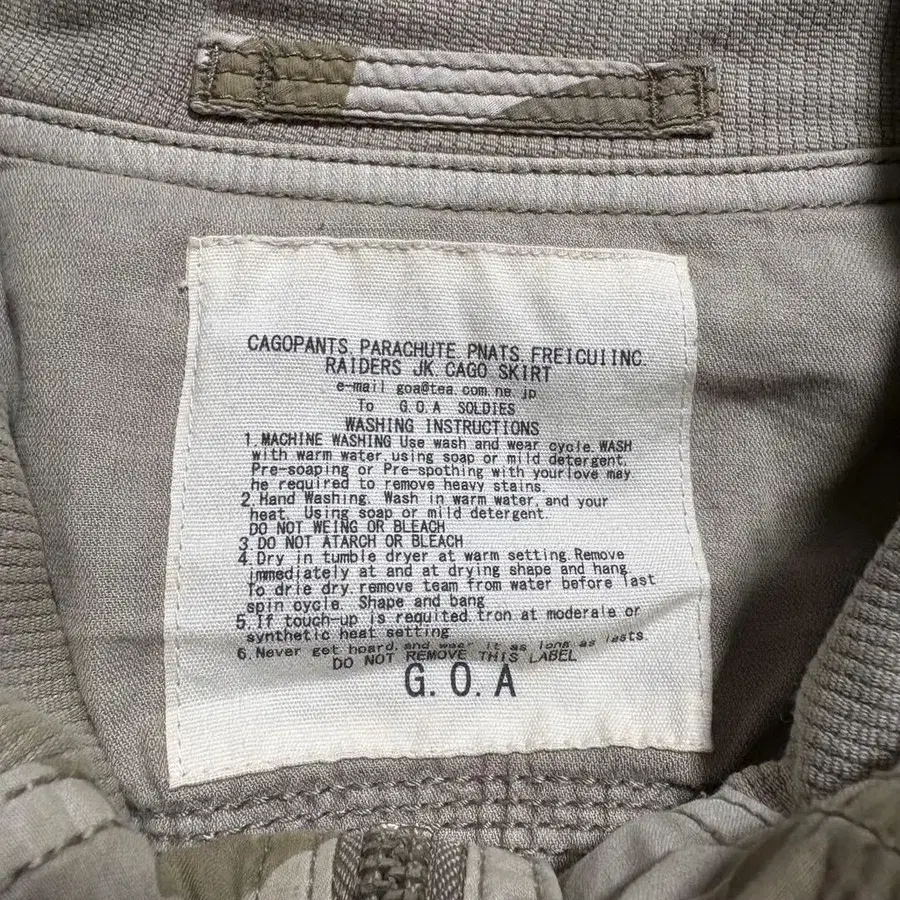 CAGOPANTS. PARACHUTE. PNATS. FREICUIINC.
RAIDERS JK. CAGO SKIRT
e-mail goa@tea.com.ne.jp
To G.O.A SOLDIES
WASHING INSTRUCTIONS
1. MACHINE WASHING Use wash and wear cycle. WASH
with warm water, using soap or mild detergent.
Pre-soaping or Pre-spothing with your love may.
he required to remove heavy stains.
2. Hand Washing. Wash in warm water, and your
heat. Using soap or mild detergent.
DO NOT WEING OR BLEACH
3. DO NOT ATARCH OR BLEACH
4. Dry in tumble dryer at warm setting. Remove
immediately at and at drying shape and hang.
To drie dry. remove team from water before last
spin cycle. Shape and bang
5. If touch-up is requited. tron at moderale or
synthetic heat setting
6. Never get hoard. and wear it as long as lasts.
DO NOT REMOVE THIS LABEL
G.O.A